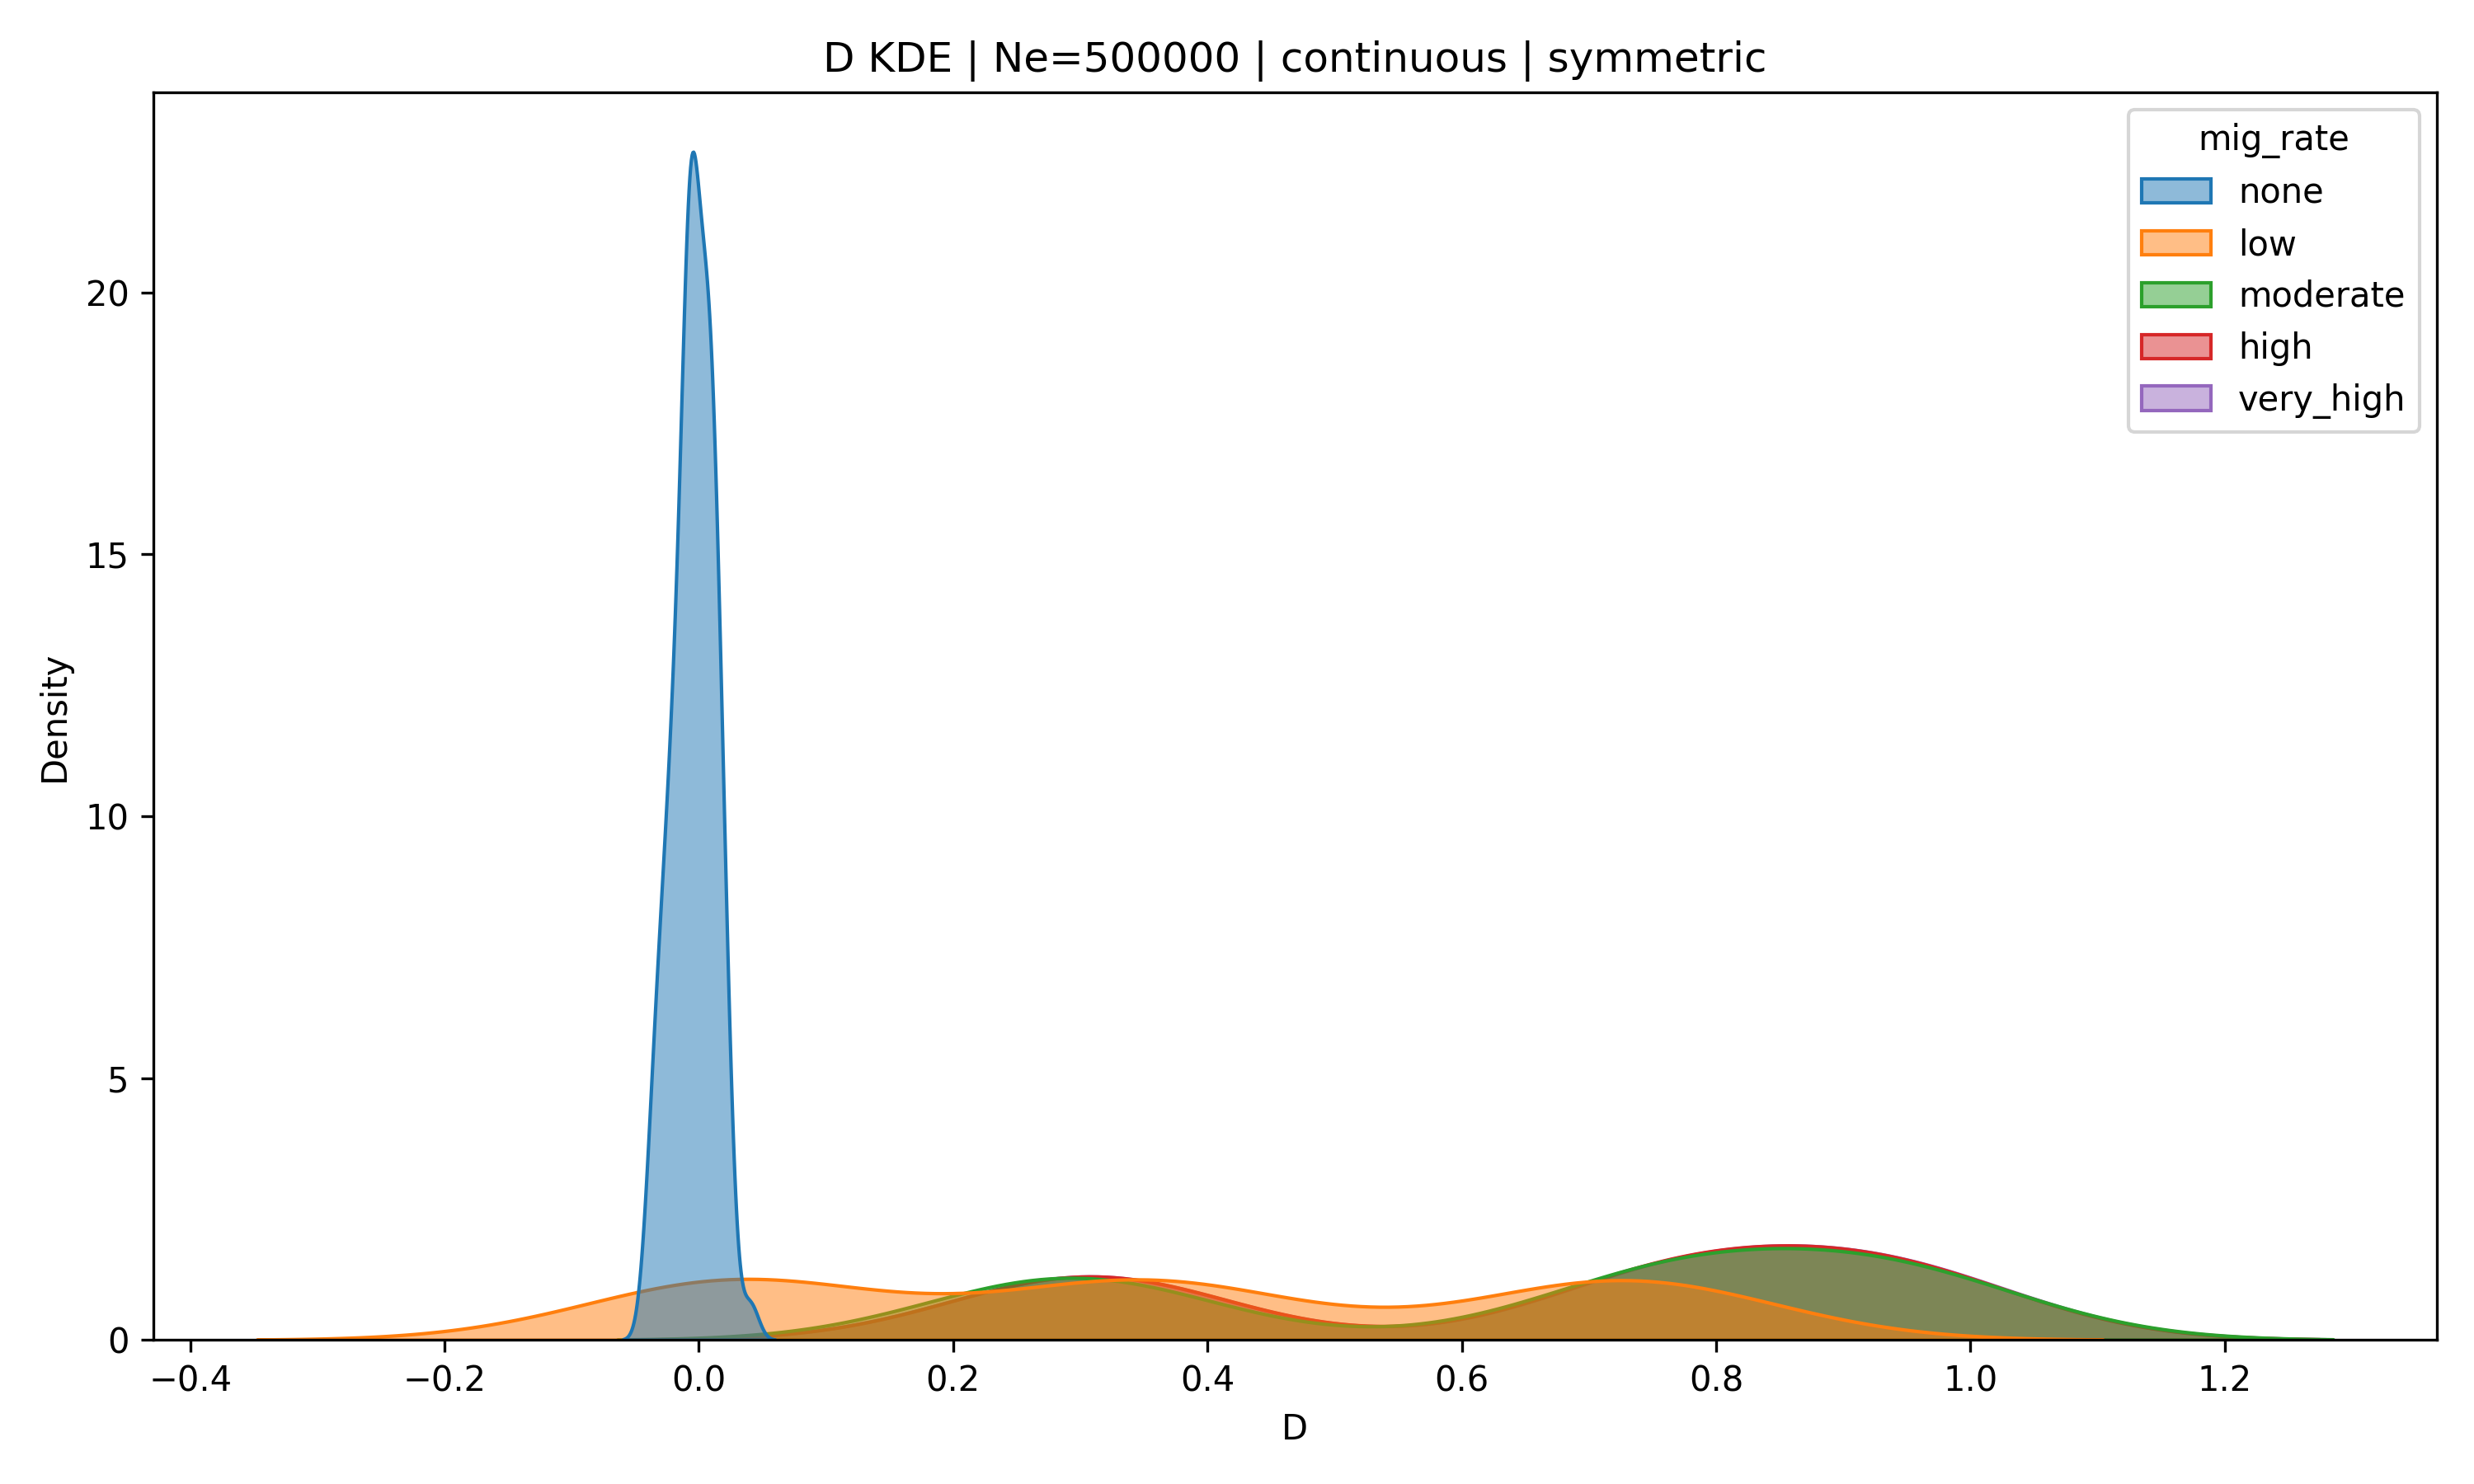 D KDE | Ne=500000 | continuous | symmetric
mig_rate
none
low
moderate
high
very_high
Density
20
15
10
5
0
−0.4 −0.2 0.0 0.2 0.4 0.6 0.8 1.0 1.2
D